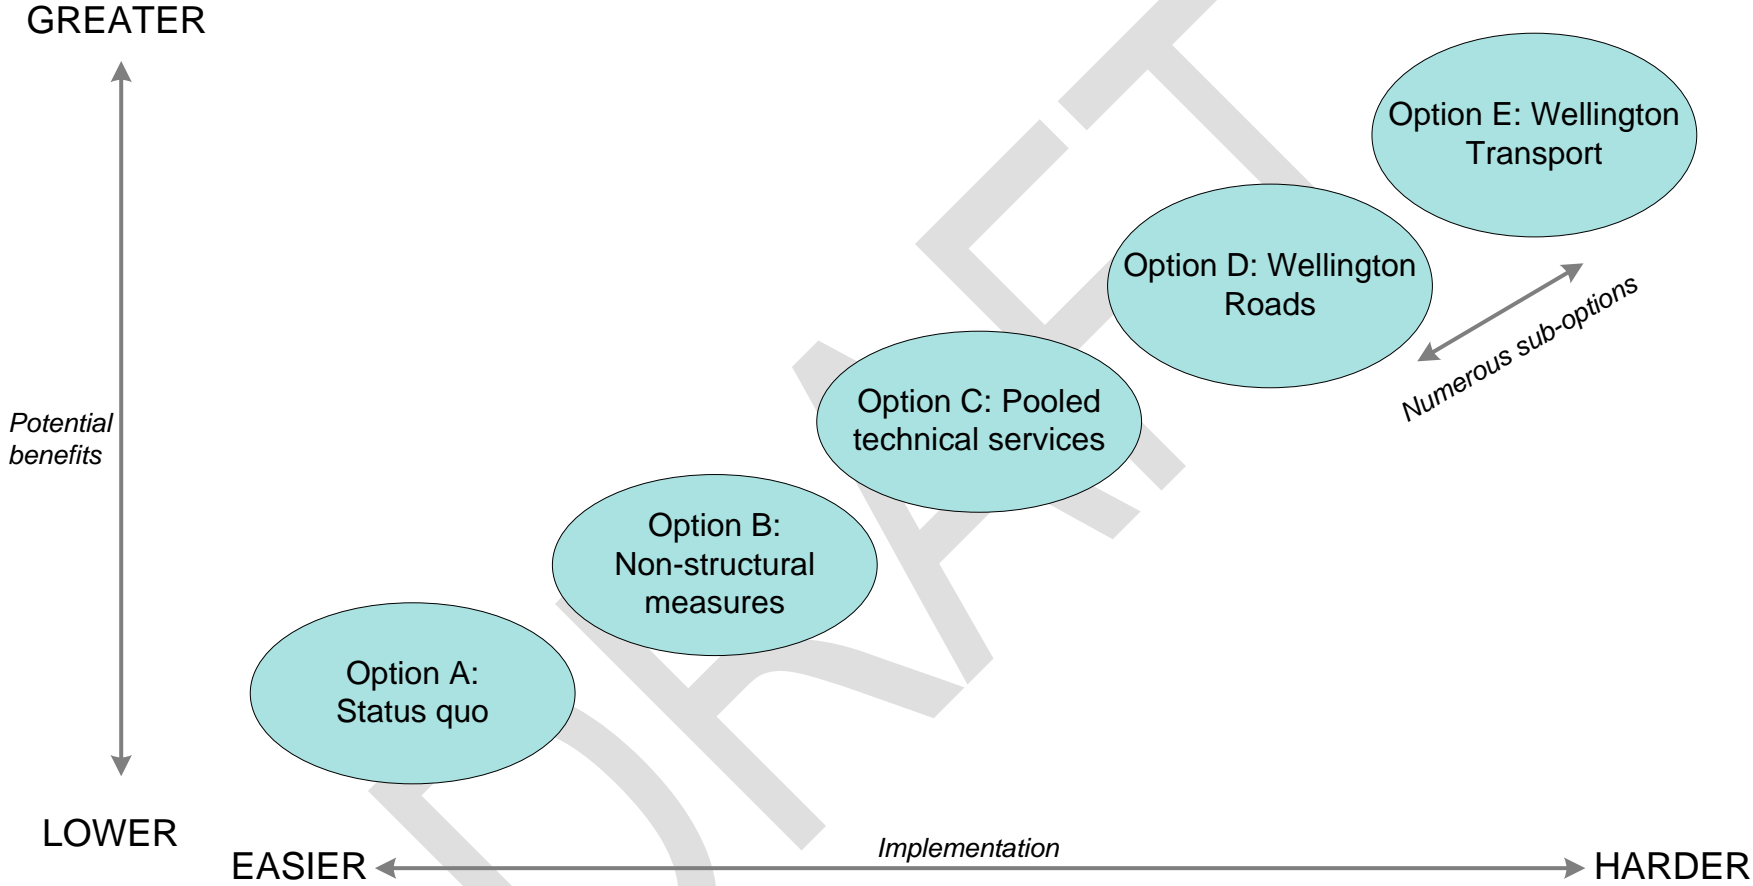 GREATER
Option E: Wellington
Transport
Option D: Wellington
Roads
Numerous sub-options
Option C: Pooled
technical services
Potential
benefits
Option B:
Non-structural
measures
Option A:
Status quo
LOWER
EASIER
Implementation
HARDER
DRAFT